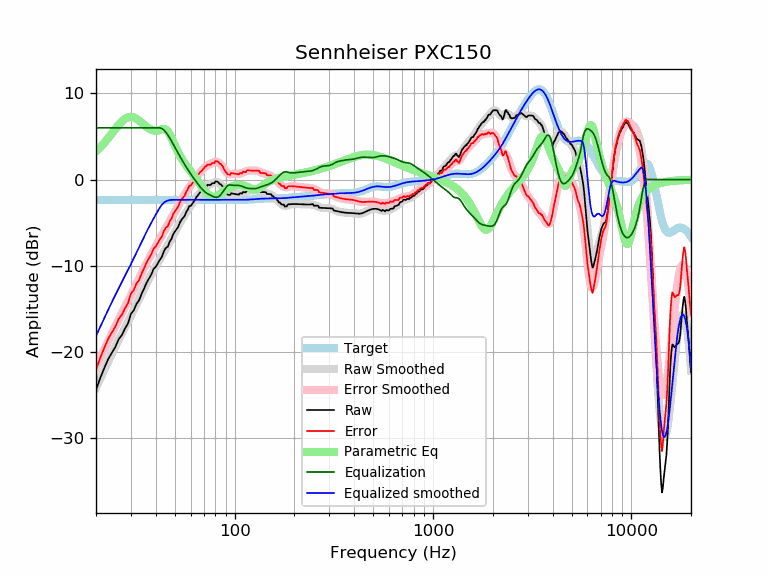 Sennheiser PXC150
10
0
−10
−20
−30
Amplitude (dBr)
Target
Raw Smoothed
Error Smoothed
Raw
Error
Parametric Eq
Equalization
Equalized smoothed
100
1000
10000
Frequency (Hz)